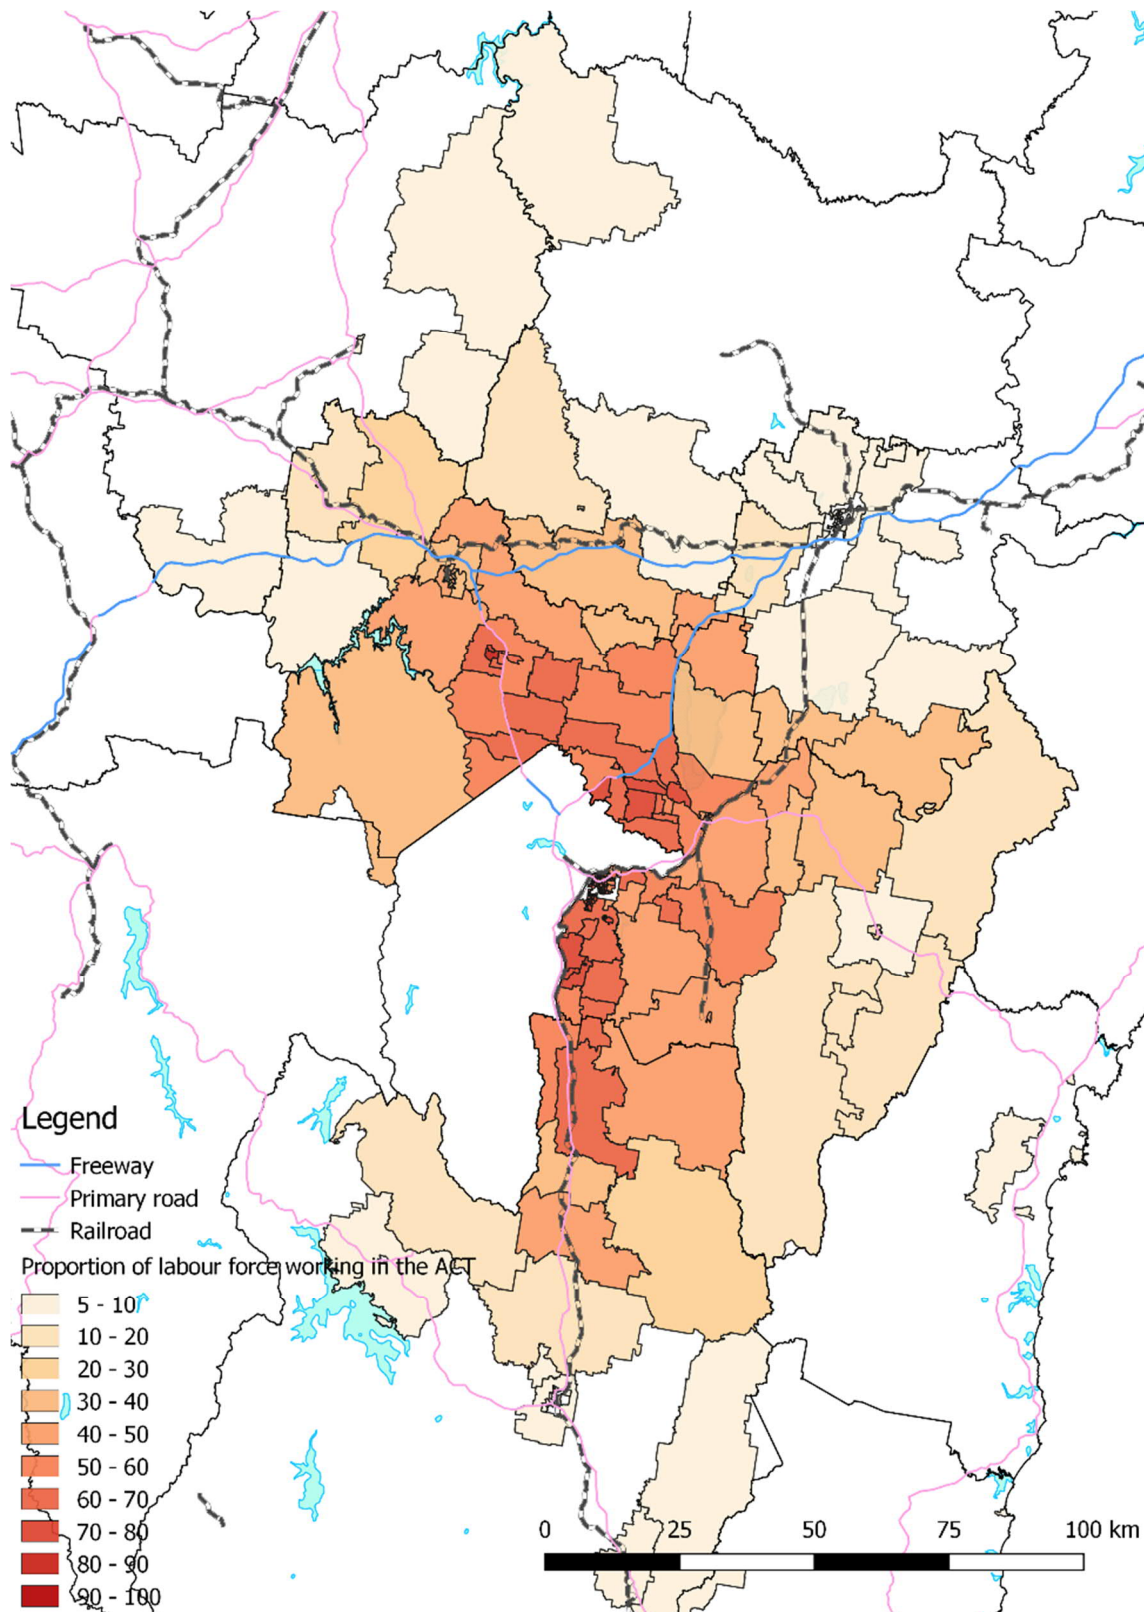 Legend
Freeway
Primary road
Railroad
Proportion of labour force working in the ACT
5 - 10
10 - 20
20 - 30
30 - 40
40 - 50
50 - 60
60 - 70
70 - 80
80 - 90
90 - 100
0 25 50 75 100 km